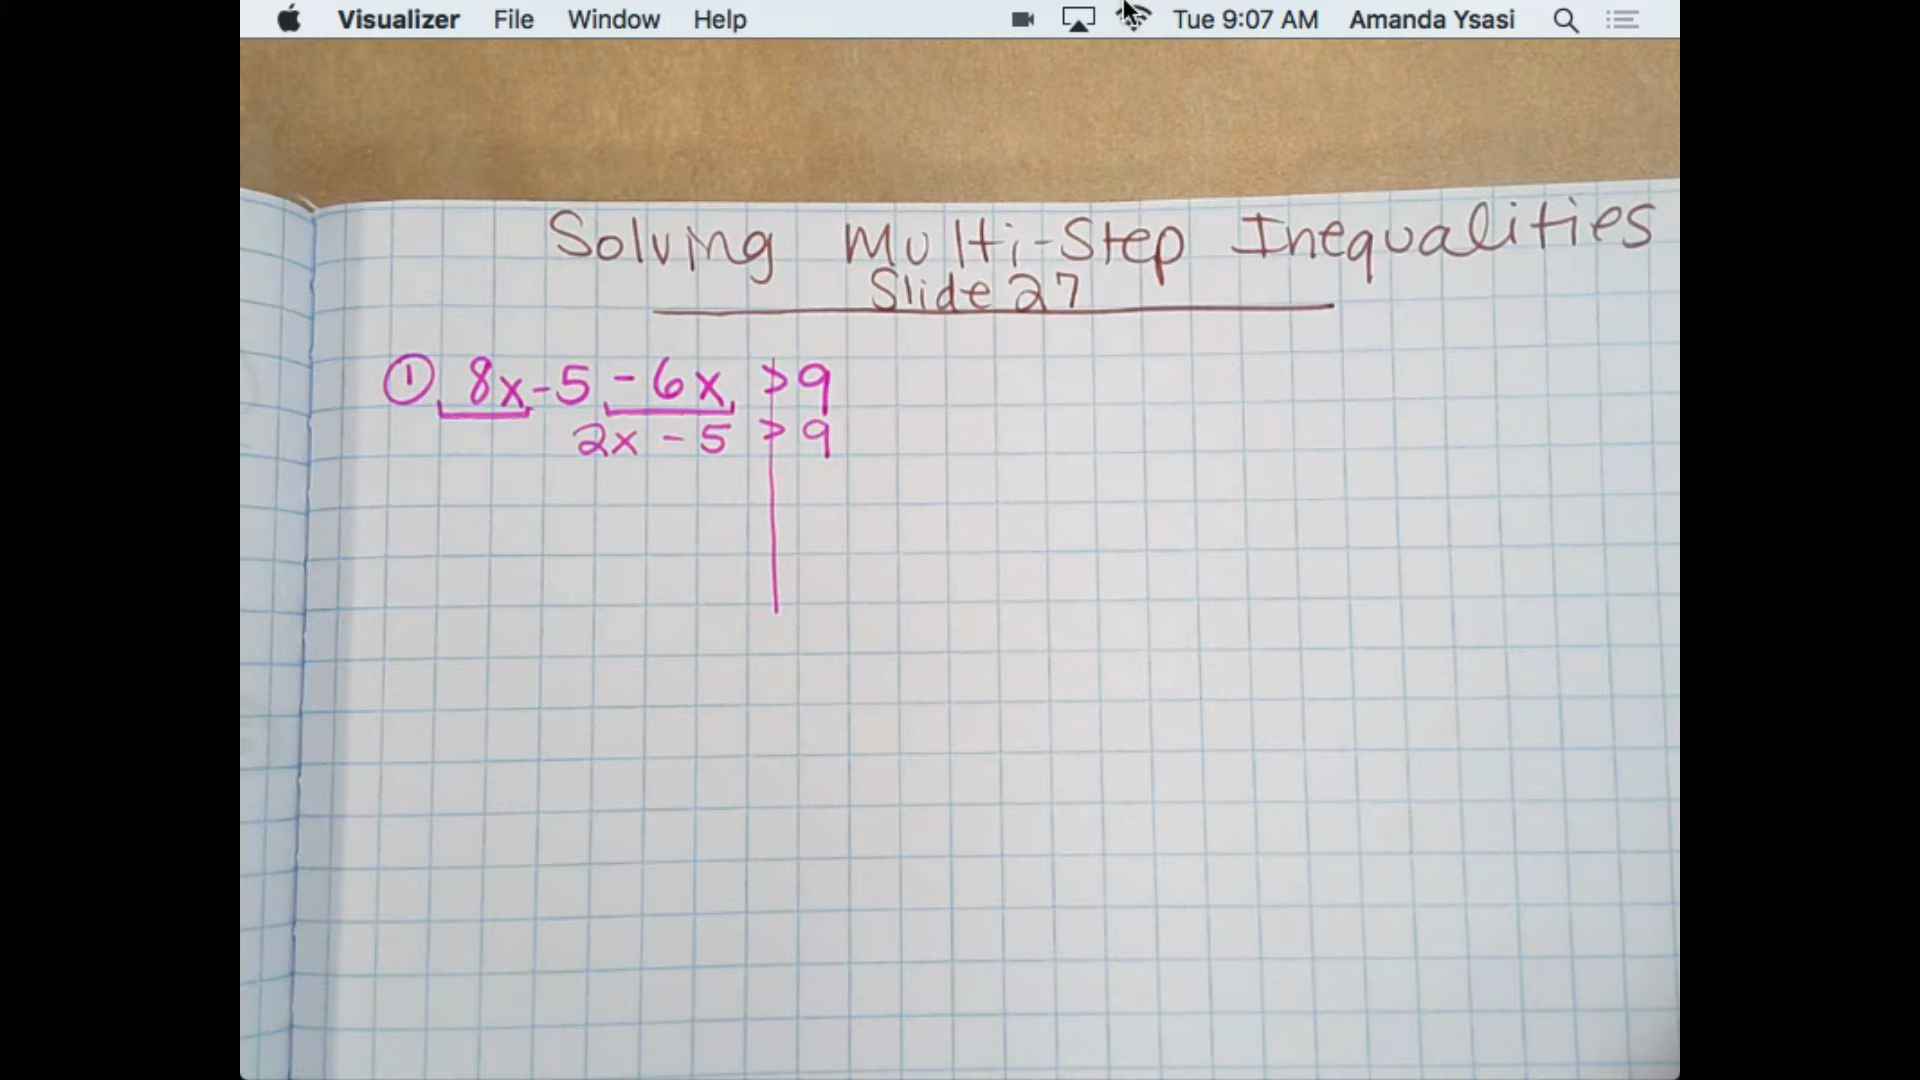 Visualizer File Window Help Tue 9:07 AM Amanda Ysasi
Solving Multi-Step Inequalities
Slide 27
① 8x-5 - 6x > 9
2x - 5 > 9